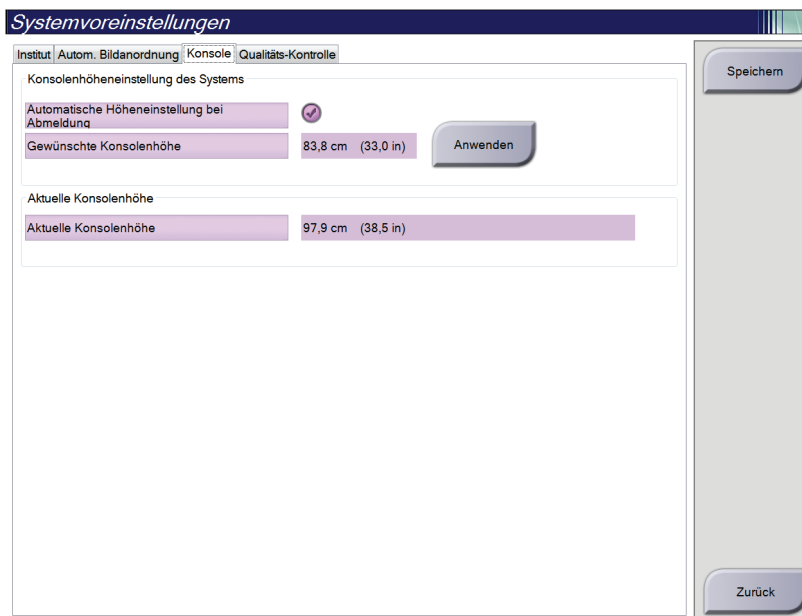 Systemvoreinstellungen
Institut Autom. Bildanordnung Konsole Qualitäts-Kontrolle
Speichern
Konsolenhöheneinstellung des Systems
Automatische Höheneinstellung bei
Abmeldung
Gewünschte Konsolenhöhe 83,8 cm (33,0 in) Anwenden
Aktuelle Konsolenhöhe
Aktuelle Konsolenhöhe 97,9 cm (38,5 in)
Zurück